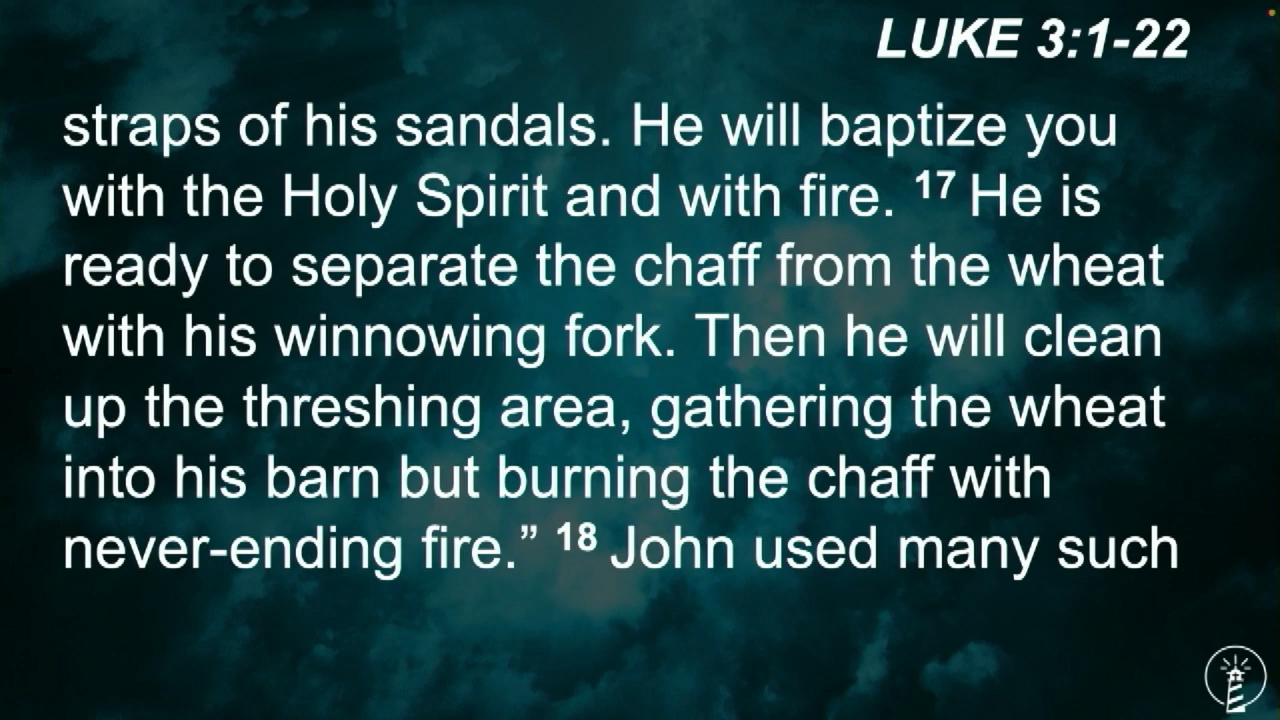 LUKE 3:1-22
straps of his sandals. He will baptize you
with the Holy Spirit and with fire. 17 He is
ready to separate the chaff from the wheat
with his winnowing fork. Then he will clean
up the threshing area, gathering the wheat
into his barn but burning the chaff with
never-ending fire.” 18 John used many such